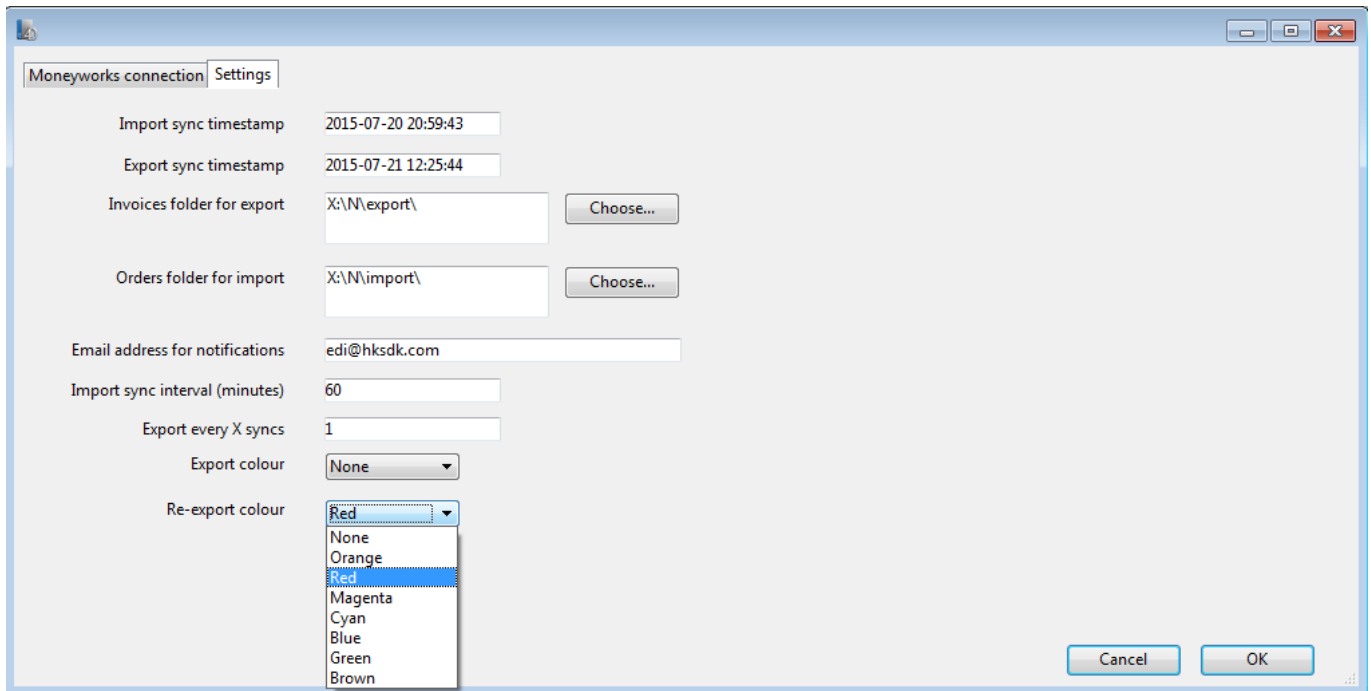 Moneyworks connection Settings
Import sync timestamp 2015-07-20 20:59:43
Export sync timestamp 2015-07-21 12:25:44
Invoices folder for export X:\N\export\ Choose...
Orders folder for import X:\N\import\ Choose...
Email address for notifications edi@hksdk.com
Import sync interval (minutes) 60
Export every X syncs 1
Export colour None
Re-export colour Red
None
Orange
Red
Magenta
Cyan
Blue
Green
Brown
Cancel OK